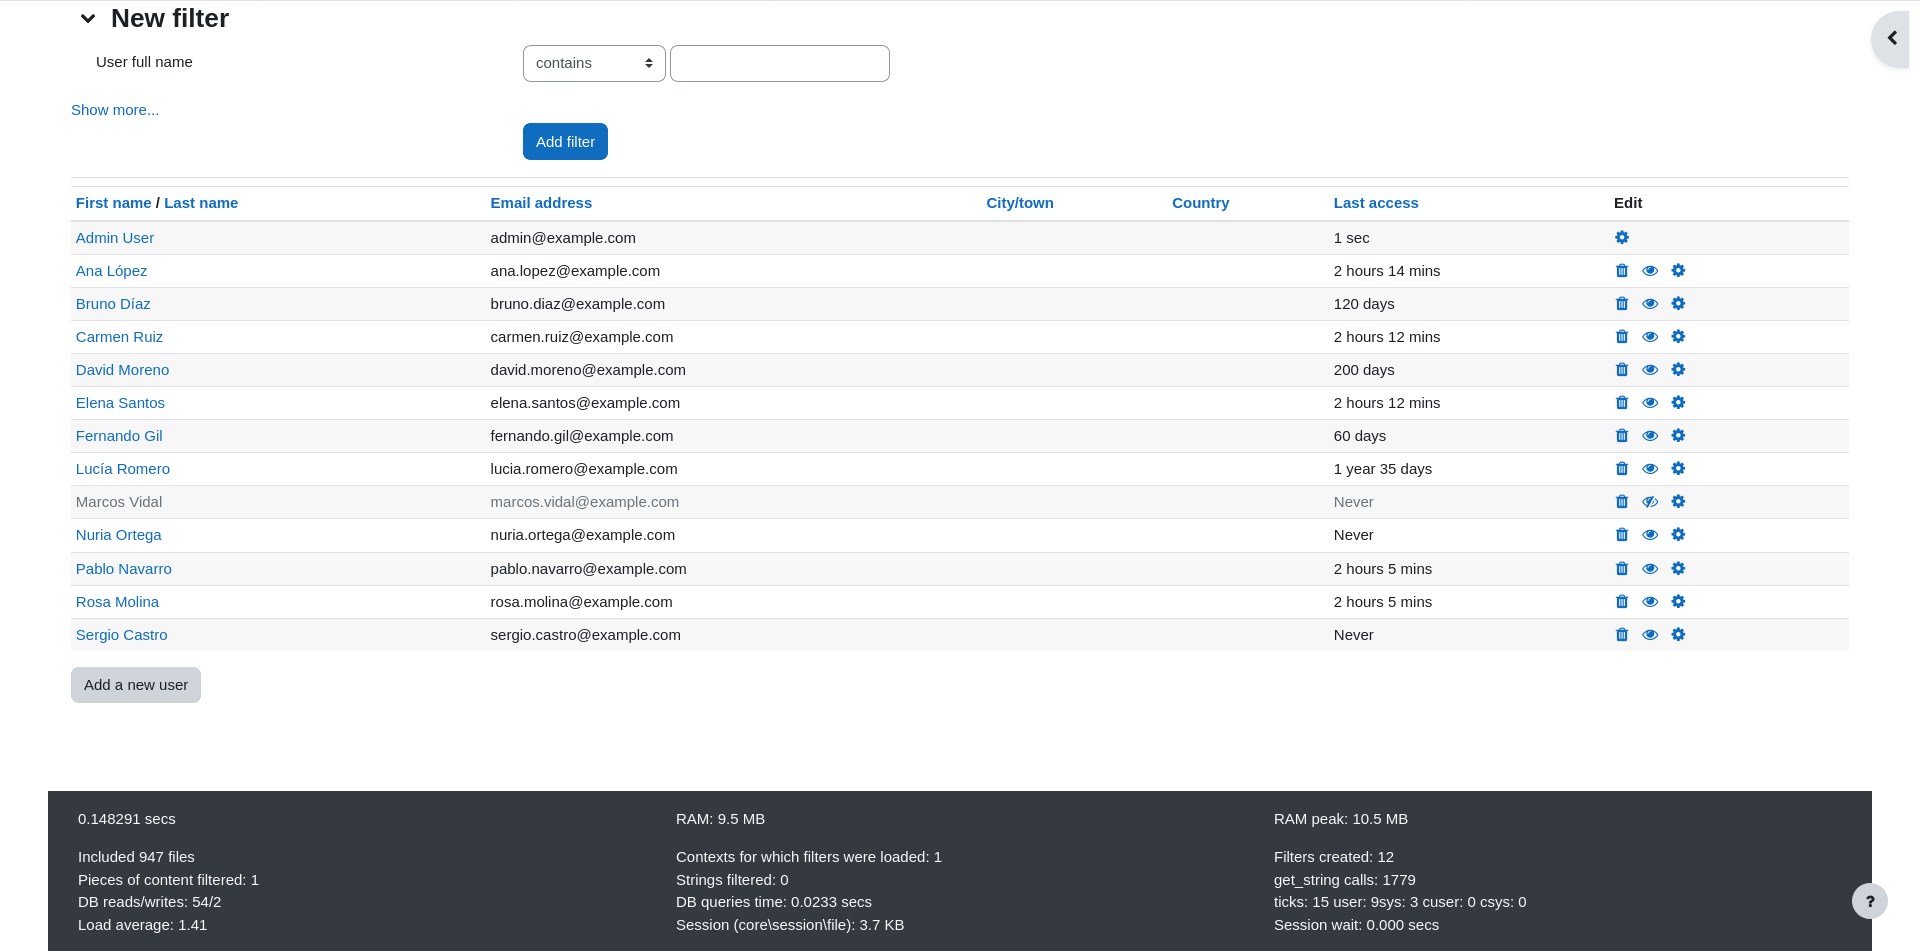 New filter
User full name contains
Show more...
Add filter
First name / Last name Email address City/town Country Last access Edit
Admin User admin@example.com 1 sec
Ana López ana.lopez@example.com 2 hours 14 mins
Bruno Díaz bruno.diaz@example.com 120 days
Carmen Ruiz carmen.ruiz@example.com 2 hours 12 mins
David Moreno david.moreno@example.com 200 days
Elena Santos elena.santos@example.com 2 hours 12 mins
Fernando Gil fernando.gil@example.com 60 days
Lucía Romero lucia.romero@example.com 1 year 35 days
Marcos Vidal marcos.vidal@example.com Never
Nuria Ortega nuria.ortega@example.com Never
Pablo Navarro pablo.navarro@example.com 2 hours 5 mins
Rosa Molina rosa.molina@example.com 2 hours 5 mins
Sergio Castro sergio.castro@example.com Never
Add a new user
0.148291 secs RAM: 9.5 MB RAM peak: 10.5 MB
Included 947 files Contexts for which filters were loaded: 1 Filters created: 12
Pieces of content filtered: 1 Strings filtered: 0 get_string calls: 1779
DB reads/writes: 54/2 DB queries time: 0.0233 secs ticks: 15 user: 9sys: 3 cuser: 0 csys: 0
Load average: 1.41 Session (core\session\file): 3.7 KB Session wait: 0.000 secs
?